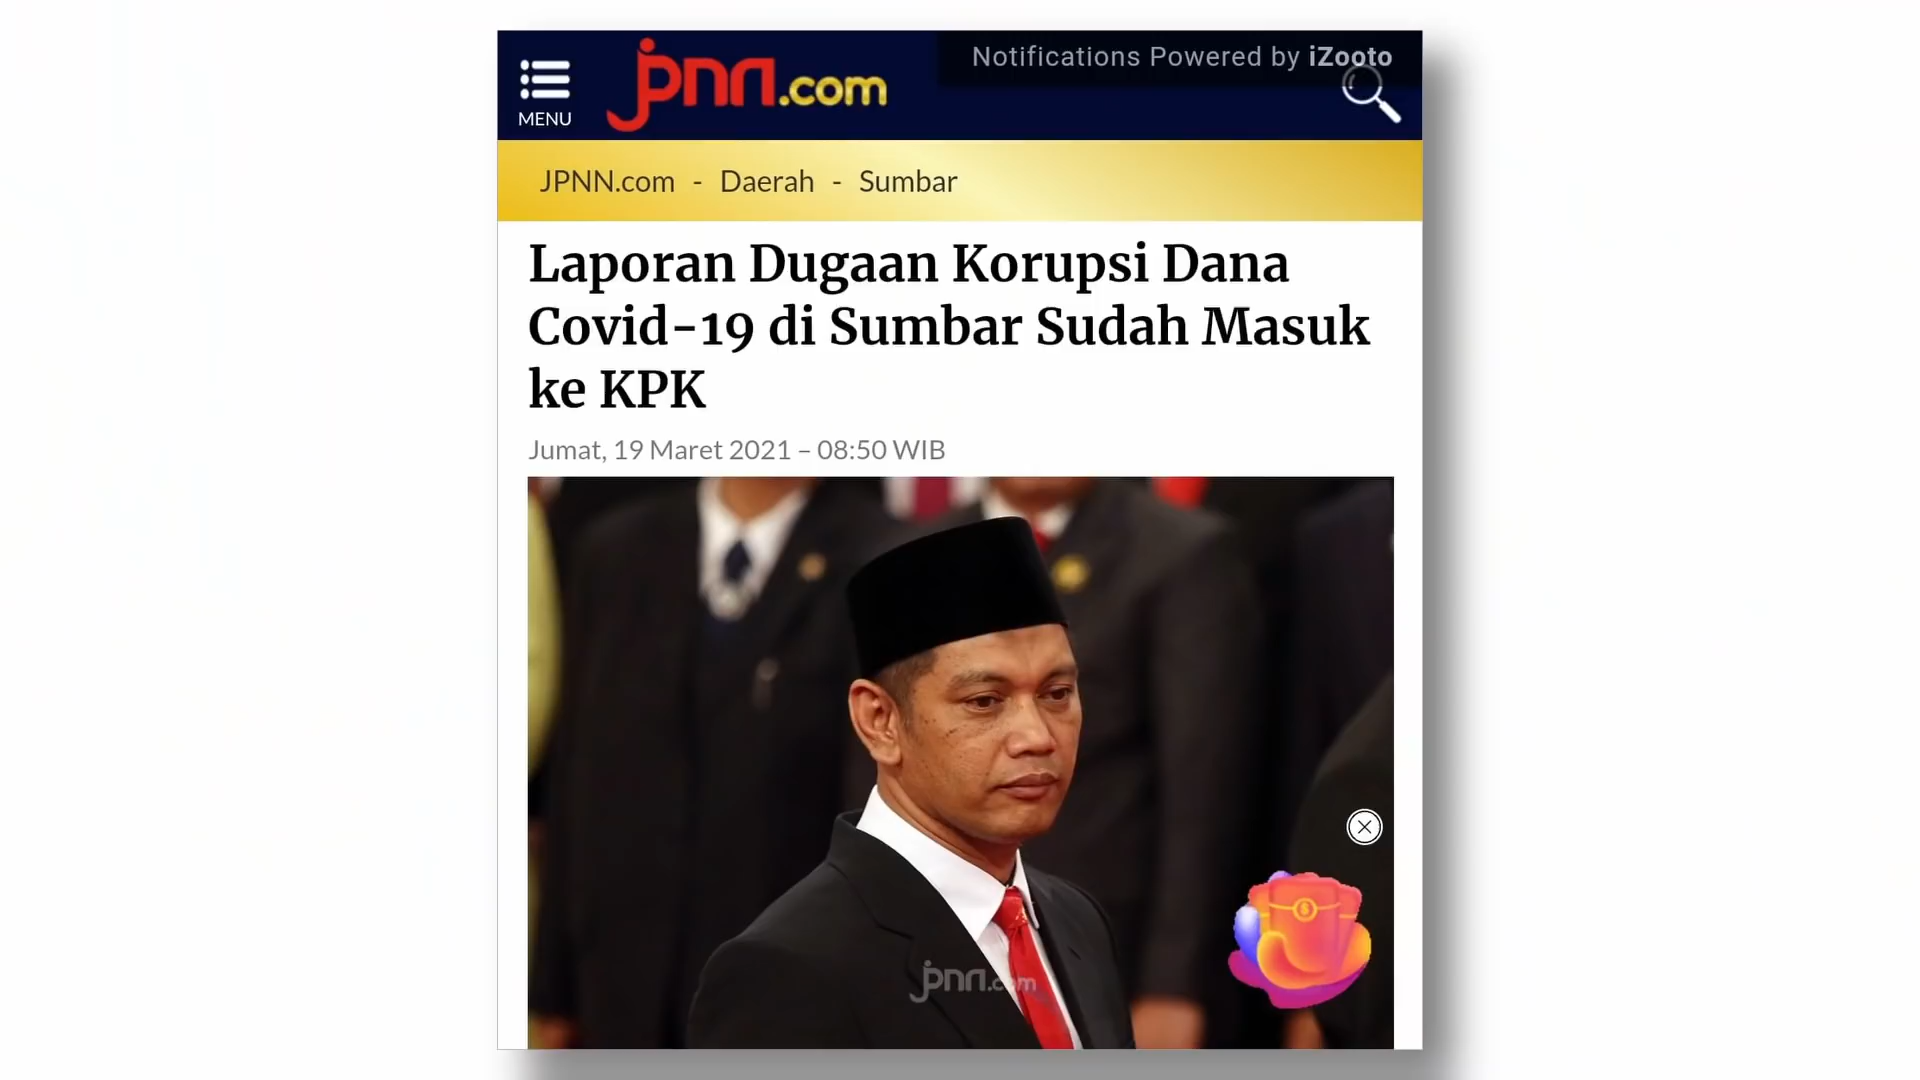 Notifications Powered by iZooto
jpnn.com
MENU
JPNN.com - Daerah - Sumbar
Laporan Dugaan Korupsi Dana
Covid-19 di Sumbar Sudah Masuk
ke KPK
Jumat, 19 Maret 2021 – 08:50 WIB
jpnn.com